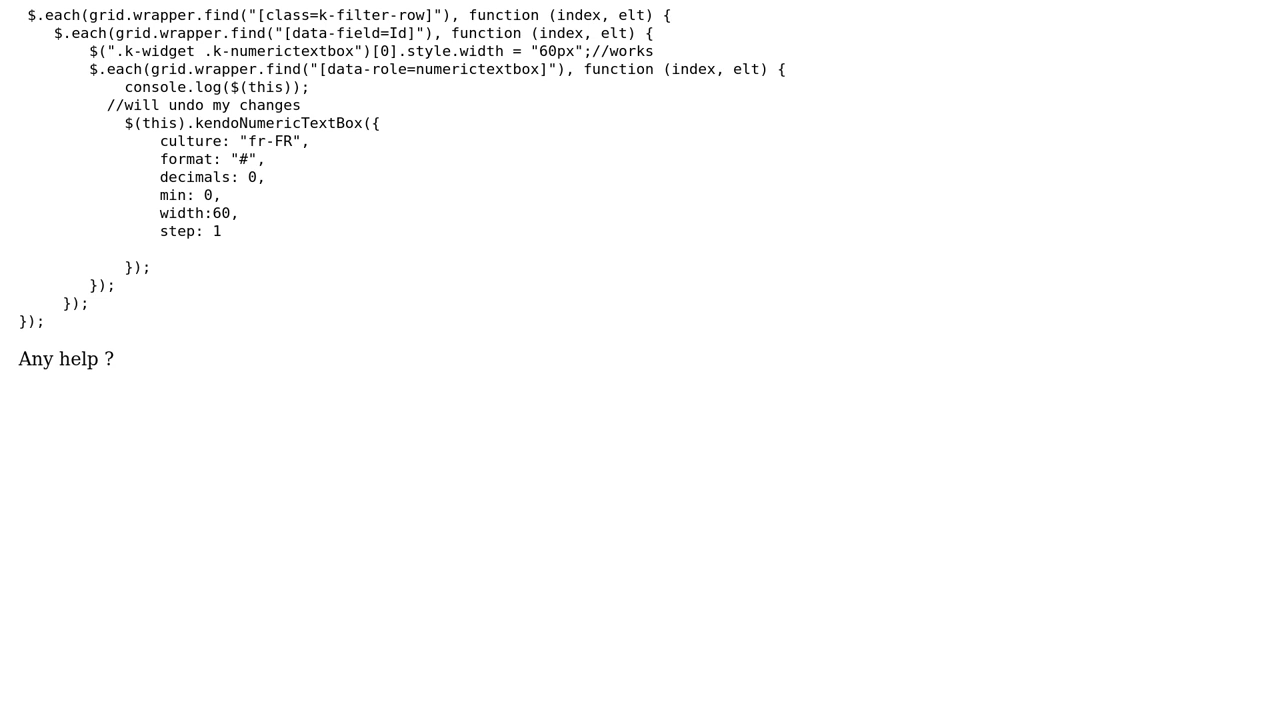 $.each(grid.wrapper.find("[class=k-filter-row]"), function (index, elt) {
$.each(grid.wrapper.find("[data-field=Id]"), function (index, elt) {
$(".k-widget .k-numerictextbox")[0].style.width = "60px";//works
$.each(grid.wrapper.find("[data-role=numerictextbox]"), function (index, elt) {
console.log($(this));
//will undo my changes
$(this).kendoNumericTextBox({
culture: "fr-FR",
format: "#",
decimals: 0,
min: 0,
width:60,
step: 1
});
});
});
});
Any help ?